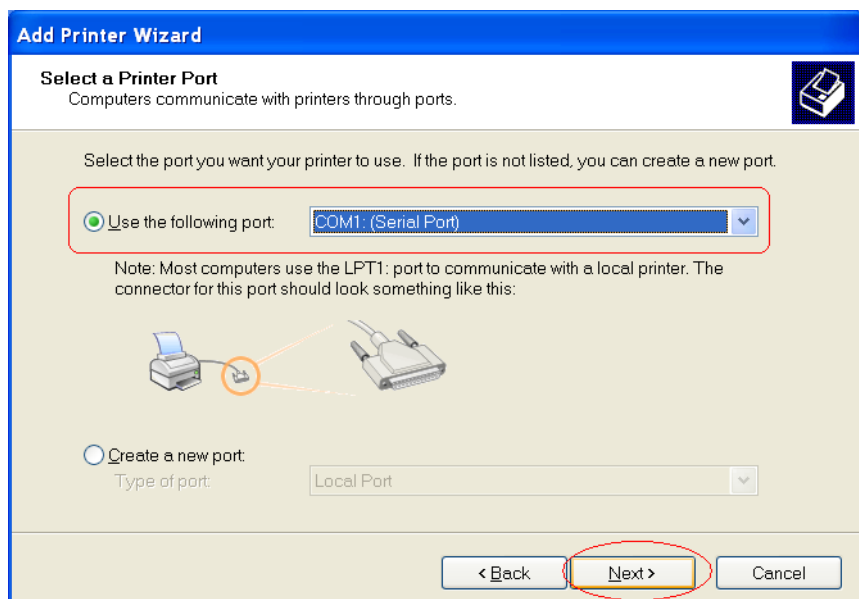 Add Printer Wizard
Select a Printer Port
Computers communicate with printers through ports.
Select the port you want your printer to use. If the port is not listed, you can create a new port.
Use the following port: COM1: (Serial Port)
Note: Most computers use the LPT1: port to communicate with a local printer. The
connector for this port should look something like this:
Create a new port:
Type of port: Local Port
< Back Next > Cancel